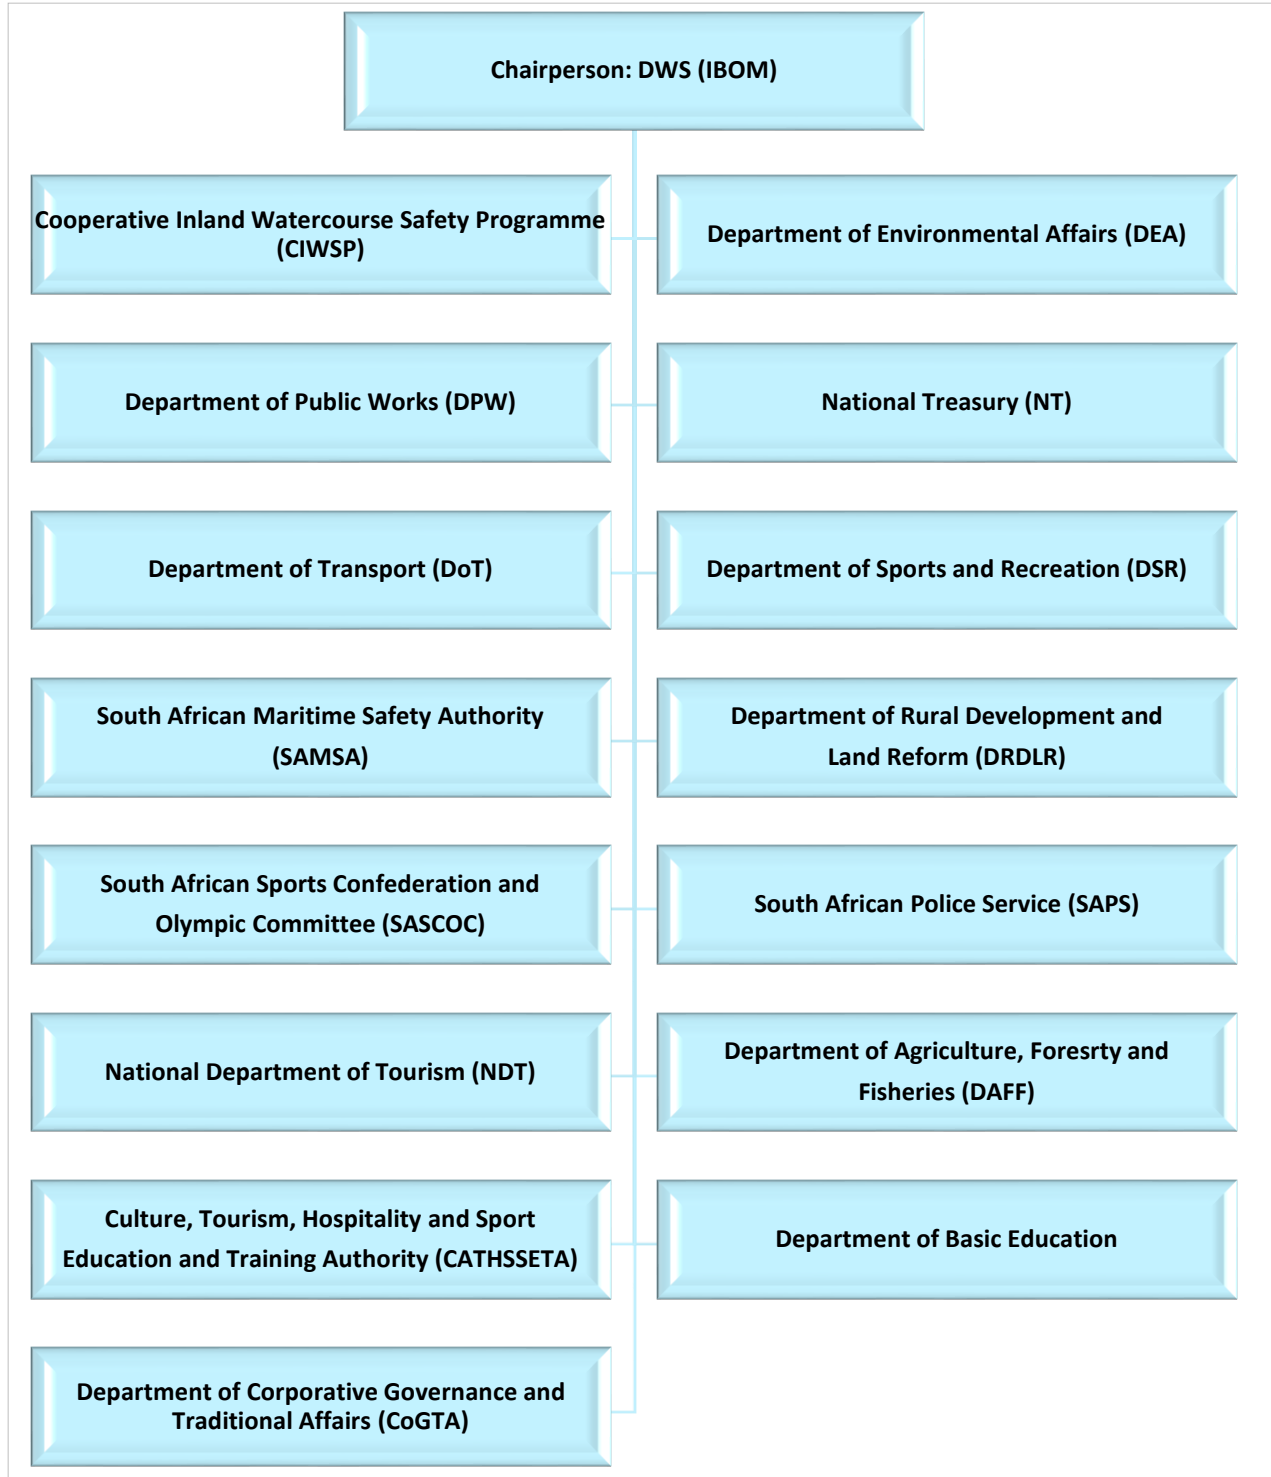 Chairperson: DWS (IBOM)
Cooperative Inland Watercourse Safety Programme
(CIWSP)
Department of Environmental Affairs (DEA)
Department of Public Works (DPW)
National Treasury (NT)
Department of Transport (DoT)
Department of Sports and Recreation (DSR)
South African Maritime Safety Authority
(SAMSA)
Department of Rural Development and
Land Reform (DRDLR)
South African Sports Confederation and
Olympic Committee (SASCOC)
South African Police Service (SAPS)
National Department of Tourism (NDT)
Department of Agriculture, Foresrty and
Fisheries (DAFF)
Culture, Tourism, Hospitality and Sport
Education and Training Authority (CATHSSETA)
Department of Basic Education
Department of Corporative Governance and
Traditional Affairs (CoGTA)